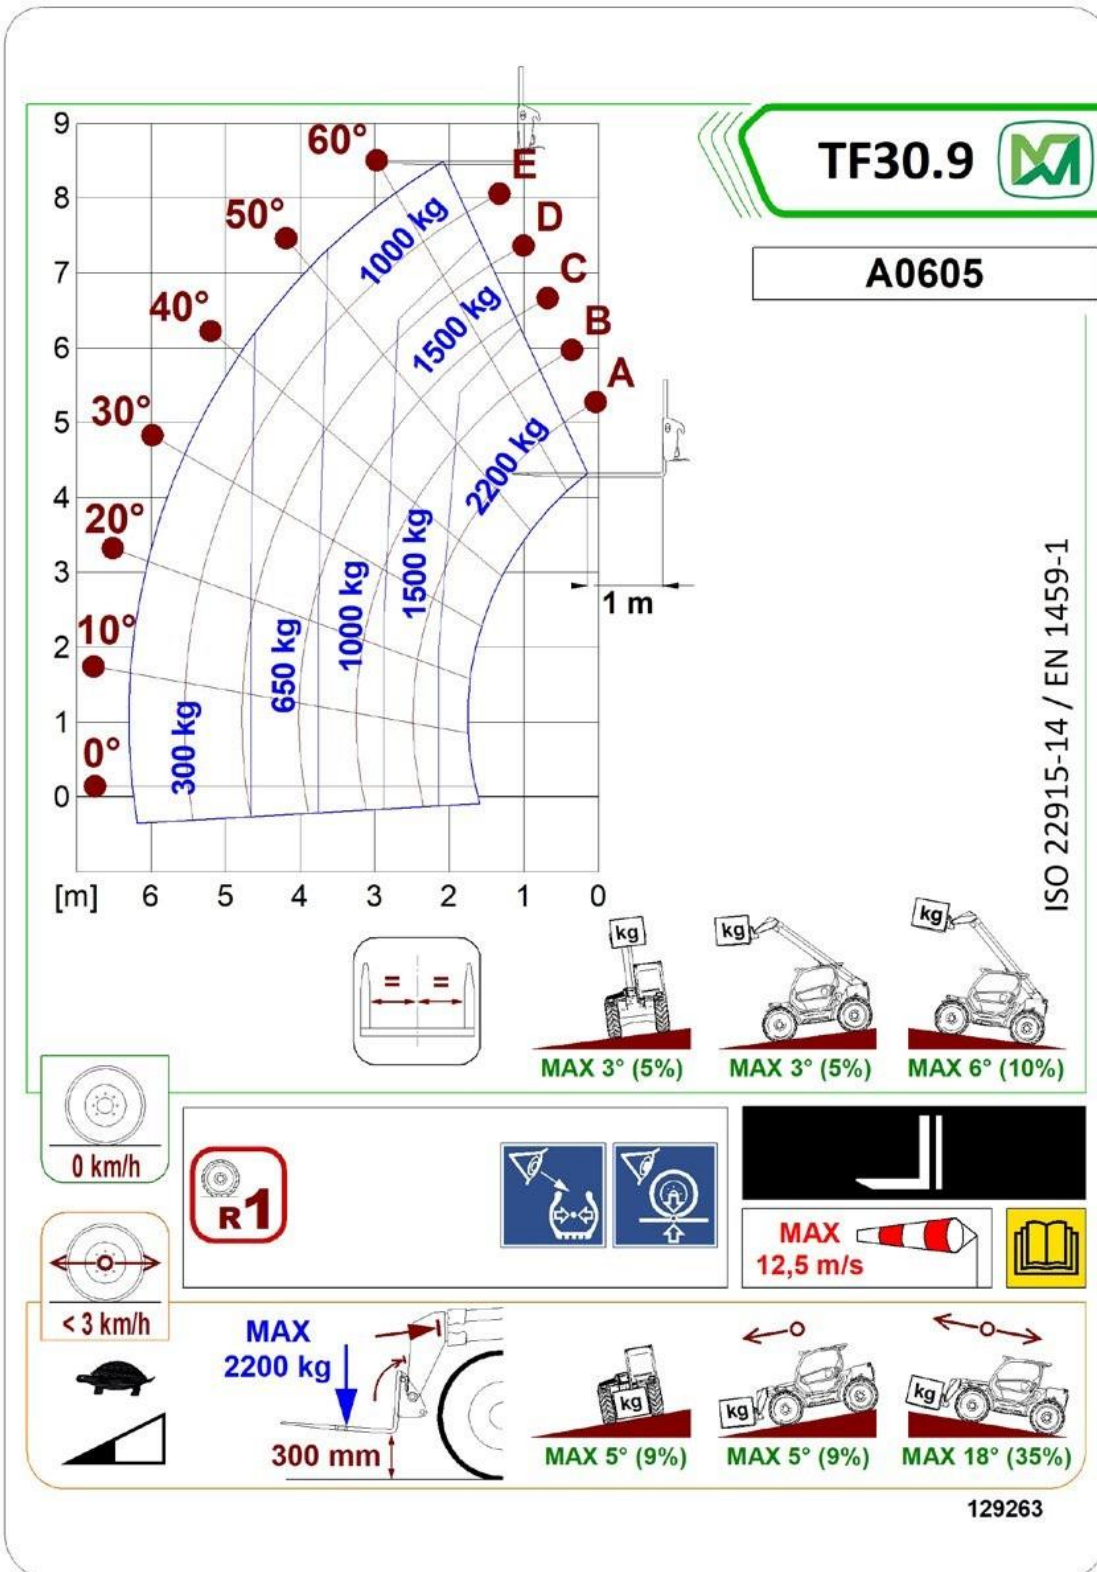 TF30.9
A0605
9
8
7
6
5
4
3
2
1
0
[m] 6 5 4 3 2 1 0
60°
50°
40°
30°
20°
10°
0°
E
D
C
B
A
1000 kg
1500 kg
2200 kg
1500 kg
1000 kg
650 kg
300 kg
1 m
ISO 22915-14 / EN 1459-1
= =
kg
kg
kg
MAX 3° (5%)
MAX 3° (5%)
MAX 6° (10%)
0 km/h
R1
MAX
12,5 m/s
< 3 km/h
MAX
2200 kg
300 mm
kg
kg
kg
MAX 5° (9%)
MAX 5° (9%)
MAX 18° (35%)
129263